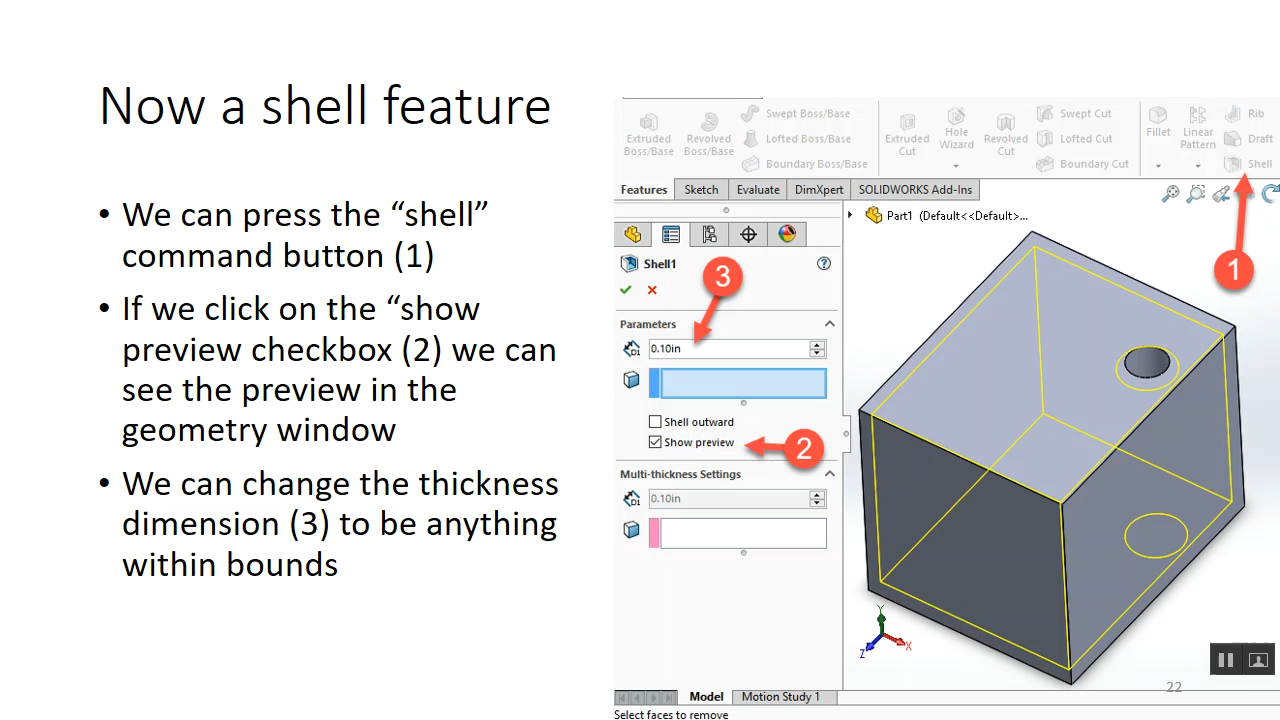 Now a shell feature
• We can press the “shell”
command button (1)
• If we click on the “show
preview checkbox (2) we can
see the preview in the
geometry window
• We can change the thickness
dimension (3) to be anything
within bounds
Extruded
Boss/Base
Revolved
Boss/Base
Swept Boss/Base
Lofted Boss/Base
Boundary Boss/Base
Extruded
Cut
Hole
Wizard
Revolved
Cut
Swept Cut
Lofted Cut
Boundary Cut
Fillet
Linear
Pattern
Rib
Draft
Shell
Features Sketch Evaluate DimXpert SOLIDWORKS Add-Ins
Part1 (Default<<Default>...
Shell1
?
3
1
Parameters
D1 0.10in
Shell outward
Show preview
2
Multi-thickness Settings
D1 0.10in
Y
X
Z
22
Model Motion Study 1
Select faces to remove